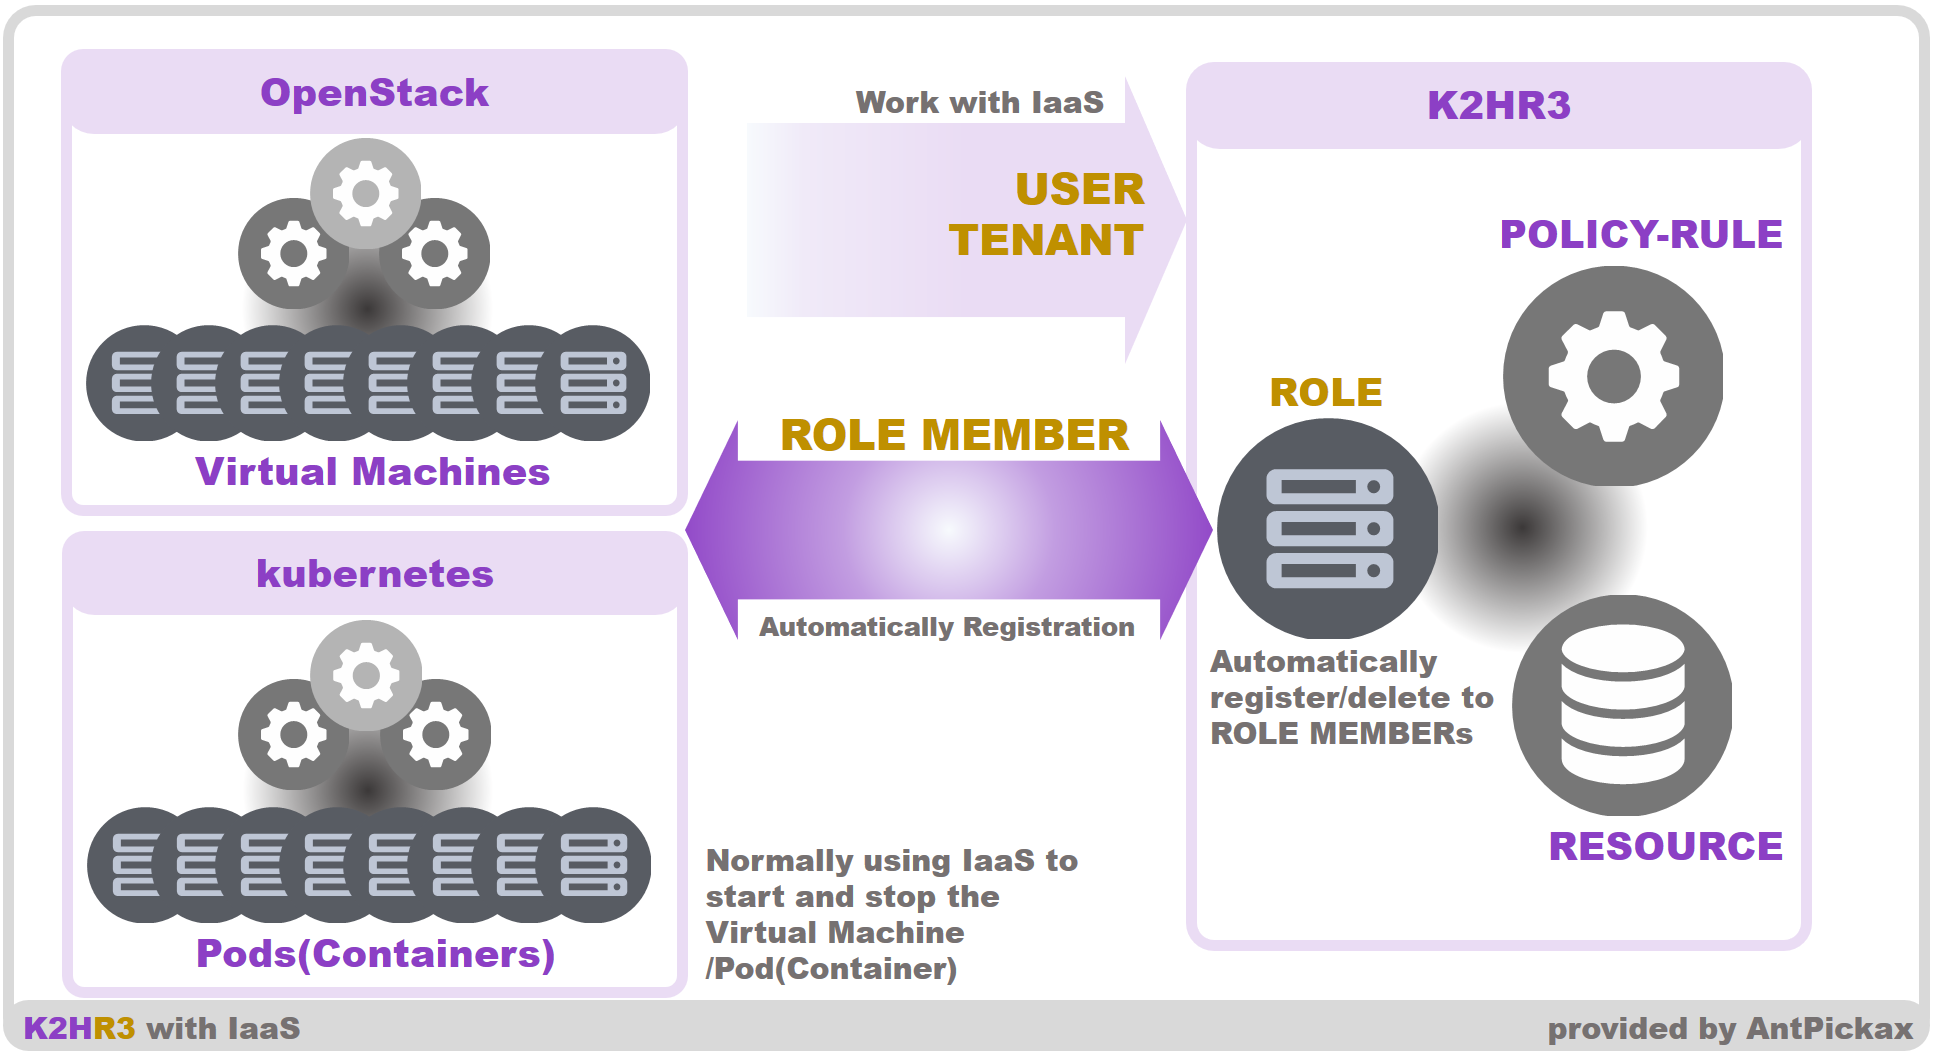 OpenStack
Virtual Machines
kubernetes
Pods(Containers)
Work with IaaS
USER
TENANT
ROLE MEMBER
Automatically Registration
Normally using IaaS to
start and stop the
Virtual Machine
/Pod(Container)
K2HR3
POLICY-RULE
ROLE
Automatically
register/delete to
ROLE MEMBERs
RESOURCE
K2HR3 with IaaS
provided by AntPickax